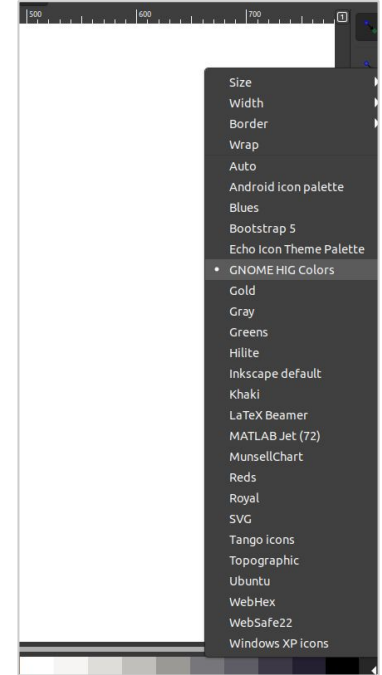 500 600 700
1
Size
Width
Border
Wrap
Auto
Android icon palette
Blues
Bootstrap 5
Echo Icon Theme Palette
GNOME HIG Colors
Gold
Gray
Greens
Hilite
Inkscape default
Khaki
LaTeX Beamer
MATLAB Jet (72)
MunsellChart
Reds
Royal
SVG
Tango icons
Topographic
Ubuntu
WebHex
WebSafe22
Windows XP icons